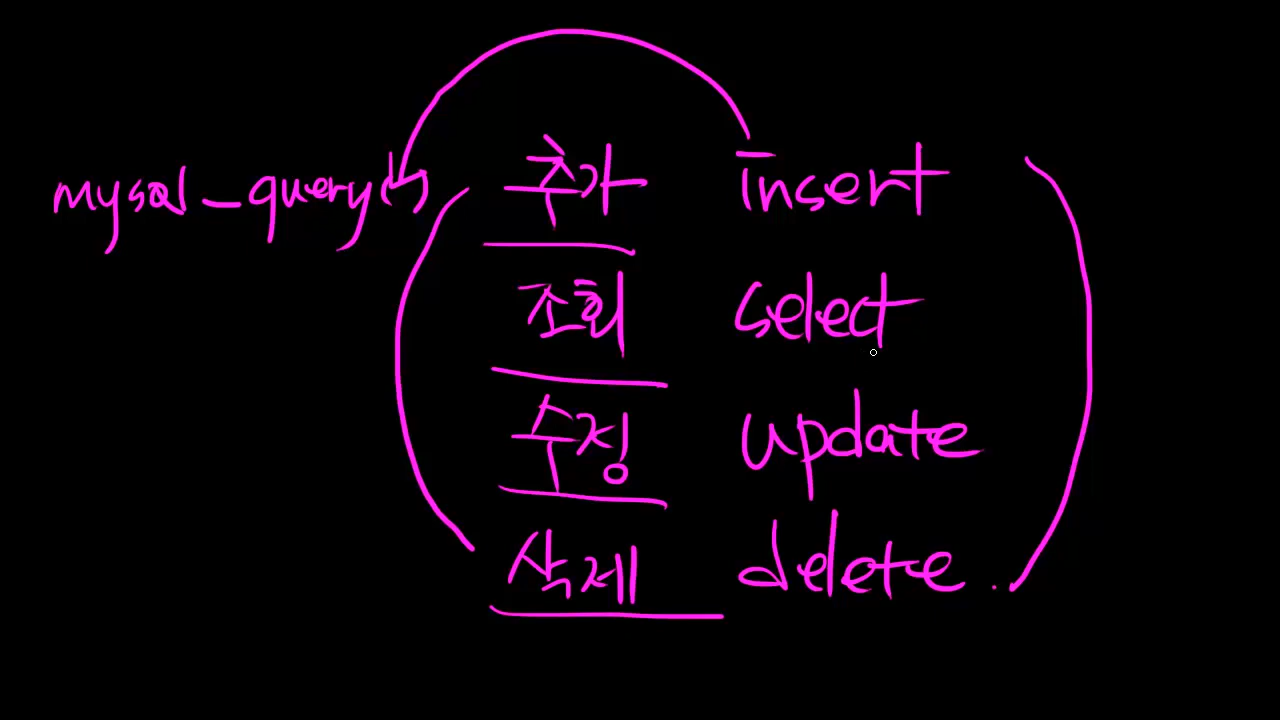 mysql_query() 추가 insert
조회 select
수정 update
삭제 delete